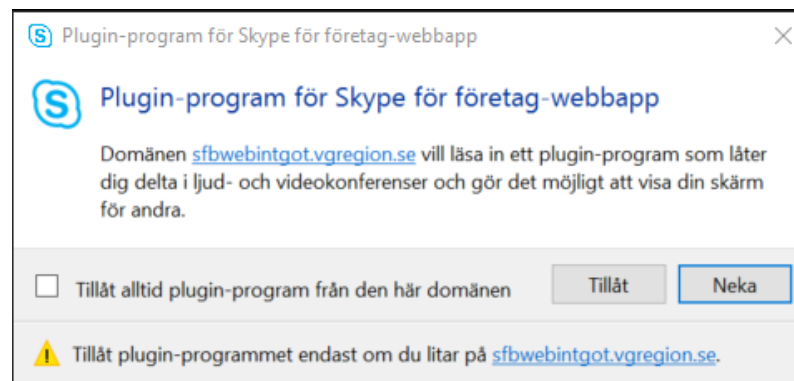 Plugin-program för Skype för företag-webbapp
Plugin-program för Skype för företag-webbapp
Domänen sfbwebintgot.vgregion.se vill läsa in ett plugin-program som låter
dig delta i ljud- och videokonferenser och gör det möjligt att visa din skärm
för andra.
Tillåt alltid plugin-program från den här domänen
Tillåt
Neka
Tillåt plugin-programmet endast om du litar på sfbwebintgot.vgregion.se.